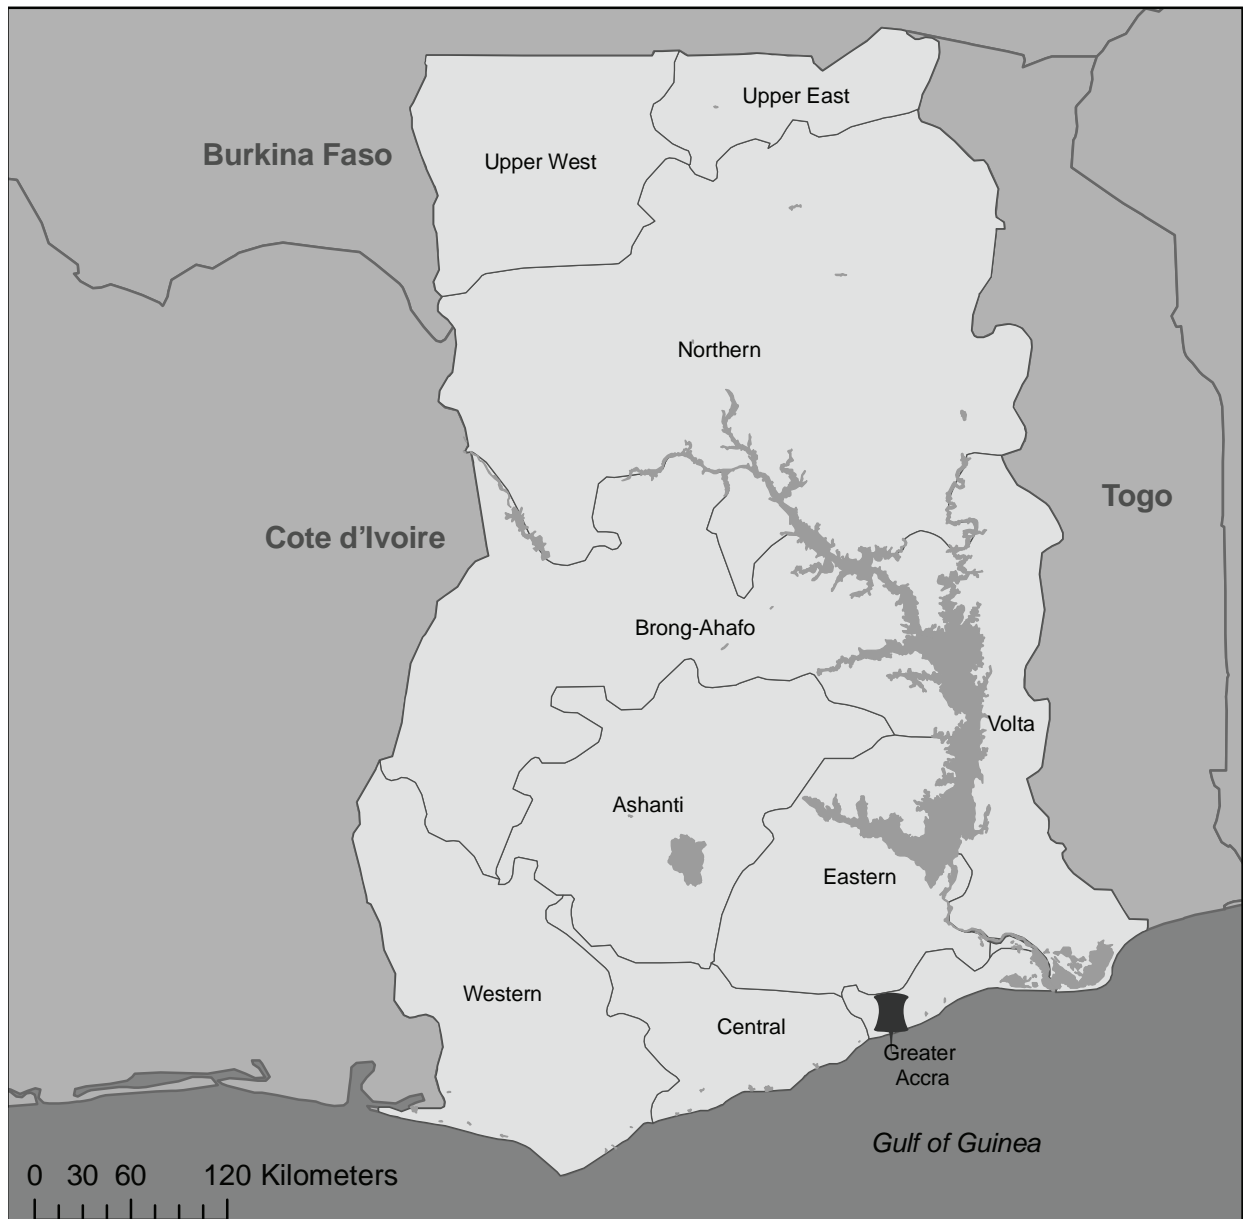 Upper East
Burkina Faso
Upper West
Northern
Togo
Cote d'Ivoire
Brong-Ahafo
Volta
Ashanti
Eastern
Western
Central
Greater
Accra
Gulf of Guinea
0 30 60 120 Kilometers